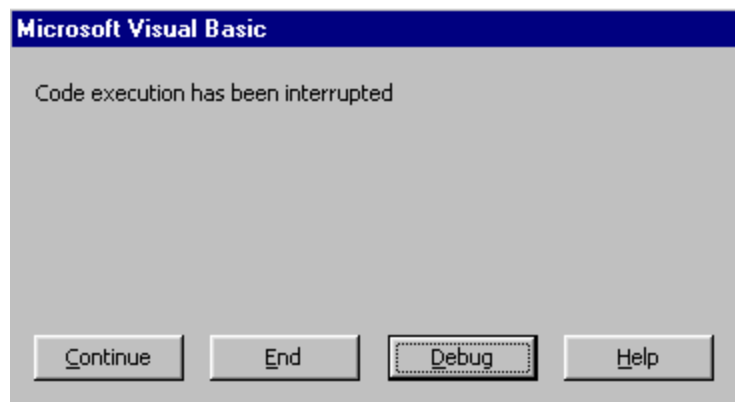 Microsoft Visual Basic
Code execution has been interrupted
Continue End Debug Help